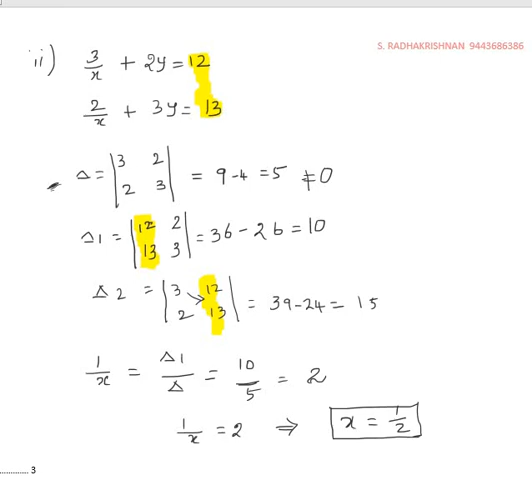 S. RADHAKRISHNAN 9443686386
ii) 3/x + 2y = 12
2/x + 3y = 13
Δ = |3 2; 2 3| = 9-4 = 5 ≠ 0
Δ1 = |12 2; 13 3| = 36-26 = 10
Δ2 = |3 12; 2 13| = 39-24 = 15
1/x = Δ1/Δ = 10/5 = 2
1/x = 2 ⇒ x = 1/2
............. 3